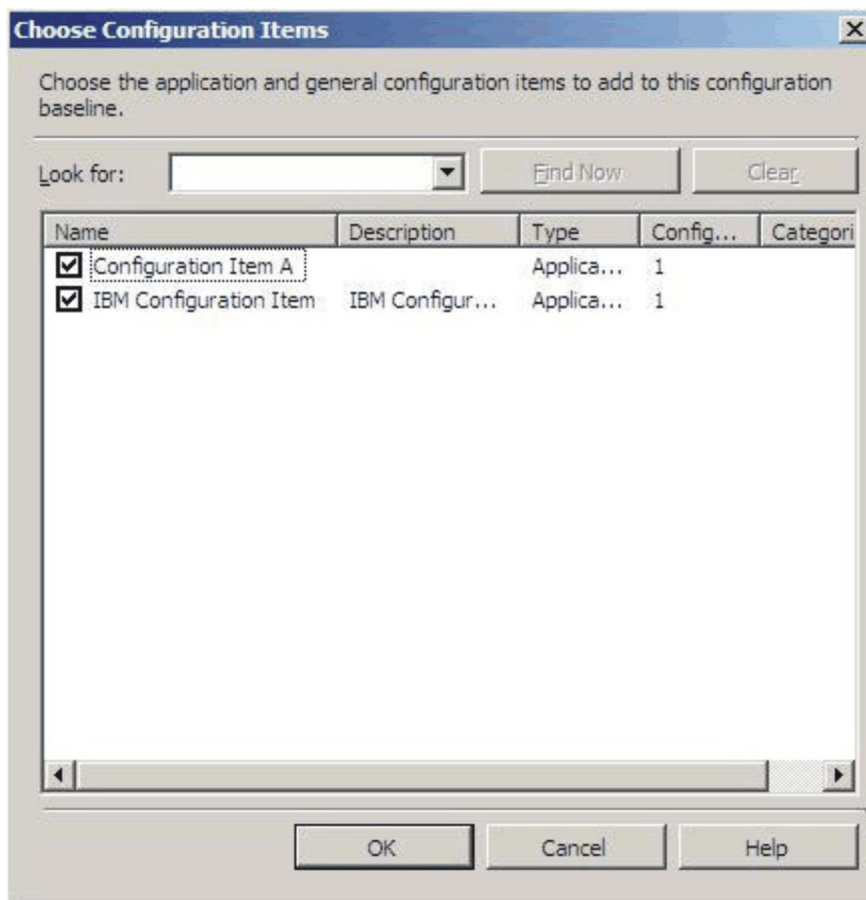 Choose Configuration Items
Choose the application and general configuration items to add to this configuration
baseline.
Look for: Find Now Clear
Name Description Type Config... Categori
Configuration Item A Applica... 1
IBM Configuration Item IBM Configur... Applica... 1
OK Cancel Help